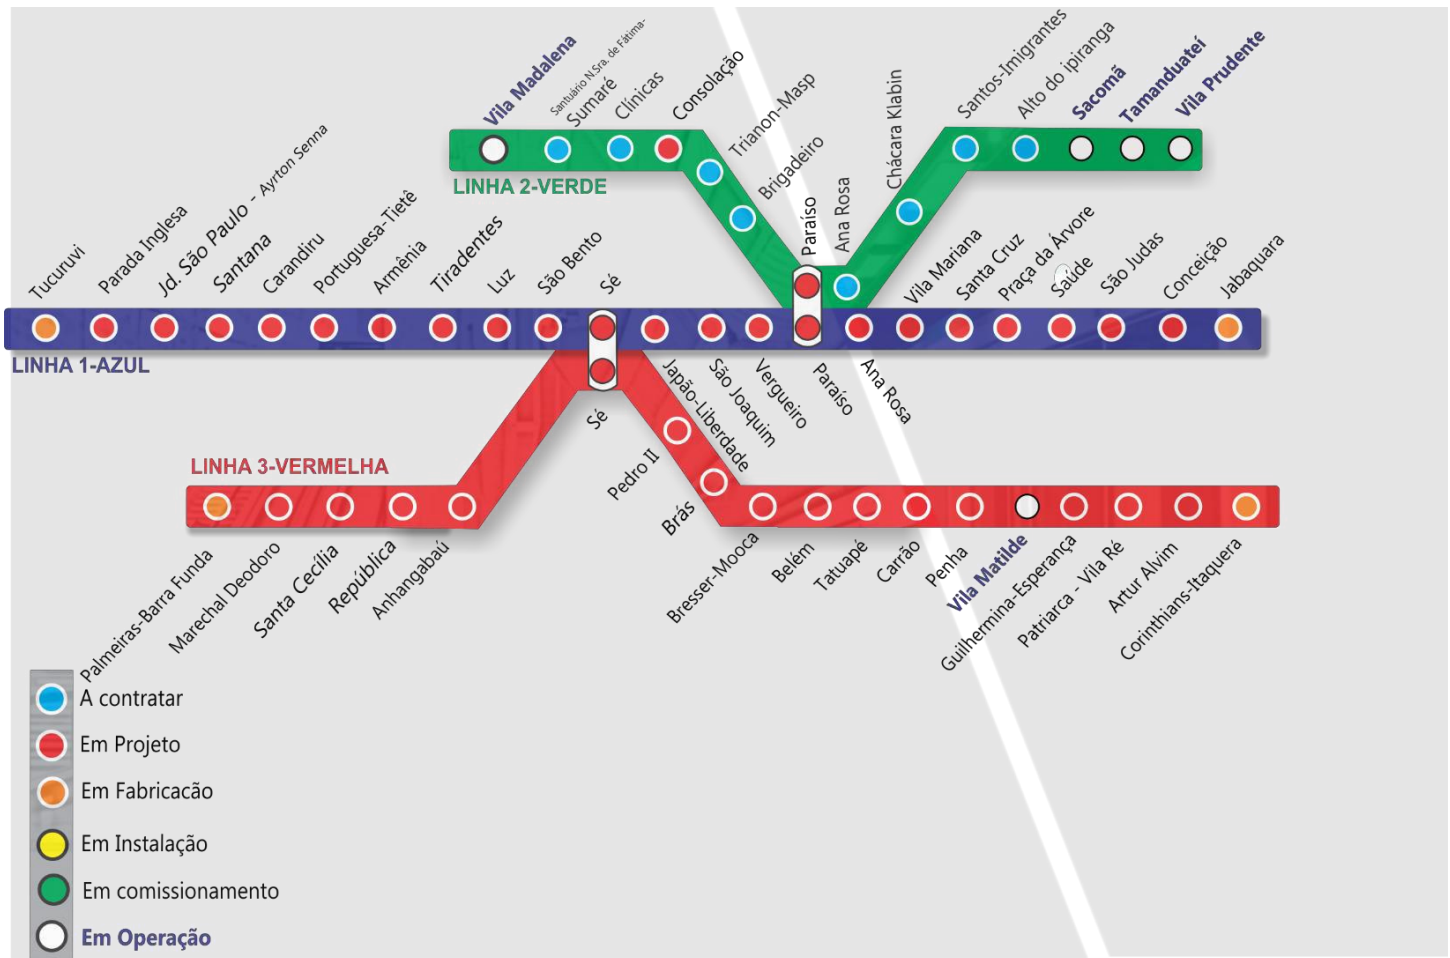 Vila Madalena
Santuário N.Sra. de Fátima-
Sumaré
Clínicas
Consolação
Trianon-Masp
Brigadeiro
Paraíso
Ana Rosa
Chácara Klabin
Santos-Imigrantes
Alto do ipiranga
Sacomã
Tamanduateí
Vila Prudente
LINHA 2-VERDE
Tucuruvi
Parada Inglesa
Jd. São Paulo - Ayrton Senna
Santana
Carandiru
Portuguesa-Tietê
Armênia
Tiradentes
Luz
São Bento
Sé
Vila Mariana
Santa Cruz
Praça da Árvore
Saúde
São Judas
Conceição
Jabaquara
LINHA 1-AZUL
Japão-Liberdade
São Joaquim
Vergueiro
Paraíso
Ana Rosa
Sé
LINHA 3-VERMELHA
Pedro II
Brás
Palmeiras-Barra Funda
Marechal Deodoro
Santa Cecília
República
Anhangabaú
Bresser-Mooca
Belém
Tatuapé
Carrão
Penha
Vila Matilde
Guilhermina-Esperança
Patriarca - Vila Ré
Artur Alvim
Corinthians-Itaquera
A contratar
Em Projeto
Em Fabricacão
Em Instalação
Em comissionamento
Em Operação